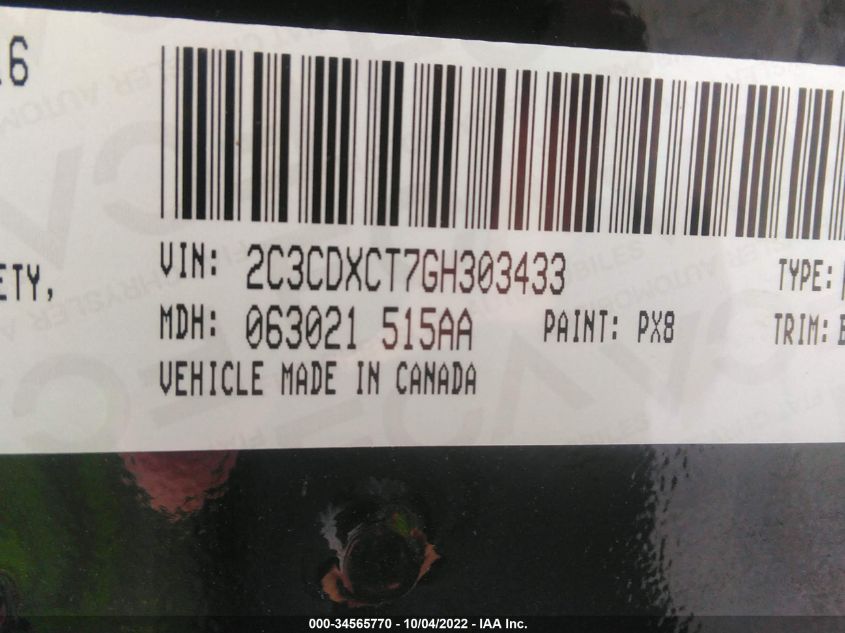 16
VIN: 2C3CDXCT7GH303433
TYPE:
ETY,
MDH: 063021 515AA PAINT: PX8 TRIM:
VEHICLE MADE IN CANADA
000-34565770 - 10/04/2022 - IAA Inc.